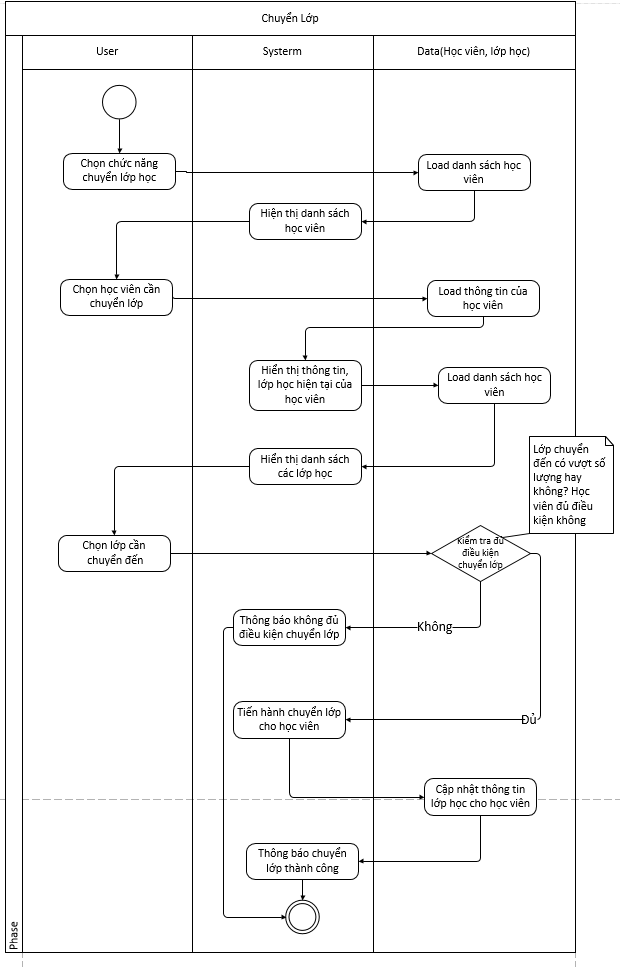 Chuyển Lớp
User
Systerm
Data(Học viên, lớp học)
Chọn chức năng
chuyển lớp học
Load danh sách học
viên
Hiện thị danh sách
học viên
Chọn học viên cần
chuyển lớp
Load thông tin của
học viên
Hiển thị thông tin,
lớp học hiện tại của
học viên
Load danh sách học
viên
Lớp chuyển
đến có vượt số
lượng hay
không? Học
viên đủ điều
kiện không
Hiển thị danh sách
các lớp học
Chọn lớp cần
chuyển đến
Kiểm tra đủ
điều kiện
chuyển lớp
Thông báo không đủ
điều kiện chuyển lớp
Không
Tiến hành chuyển lớp
cho học viên
Đủ
Cập nhật thông tin
lớp học cho học viên
Thông báo chuyển
lớp thành công
Phase